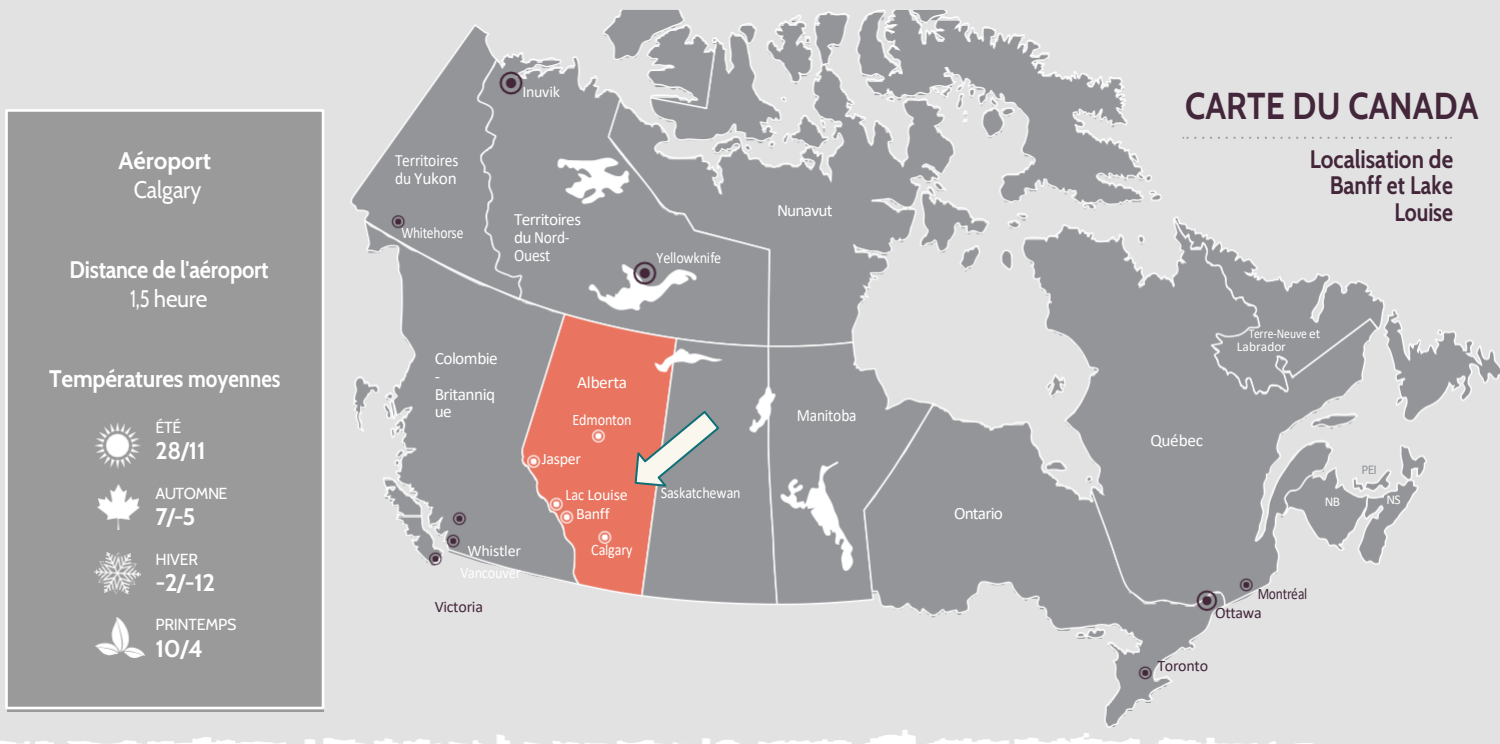 CARTE DU CANADA
Localisation de
Banff et Lake
Louise
Aéroport
Calgary
Distance de l'aéroport
1,5 heure
Températures moyennes
ÉTÉ
28/11
AUTOMNE
7/-5
HIVER
-2/-12
PRINTEMPS
10/4
Inuvik
Territoires
du Yukon
Whitehorse
Territoires
du Nord-
Ouest
Yellowknife
Nunavut
Colombie
-
Britanniq
ue
Alberta
Edmonton
Jasper
Lac Louise
Banff
Calgary
Saskatchewan
Manitoba
Ontario
Québec
Terre-Neuve et
Labrador
PEI
NB
NS
Whistler
Vancouver
Victoria
Montréal
Ottawa
Toronto